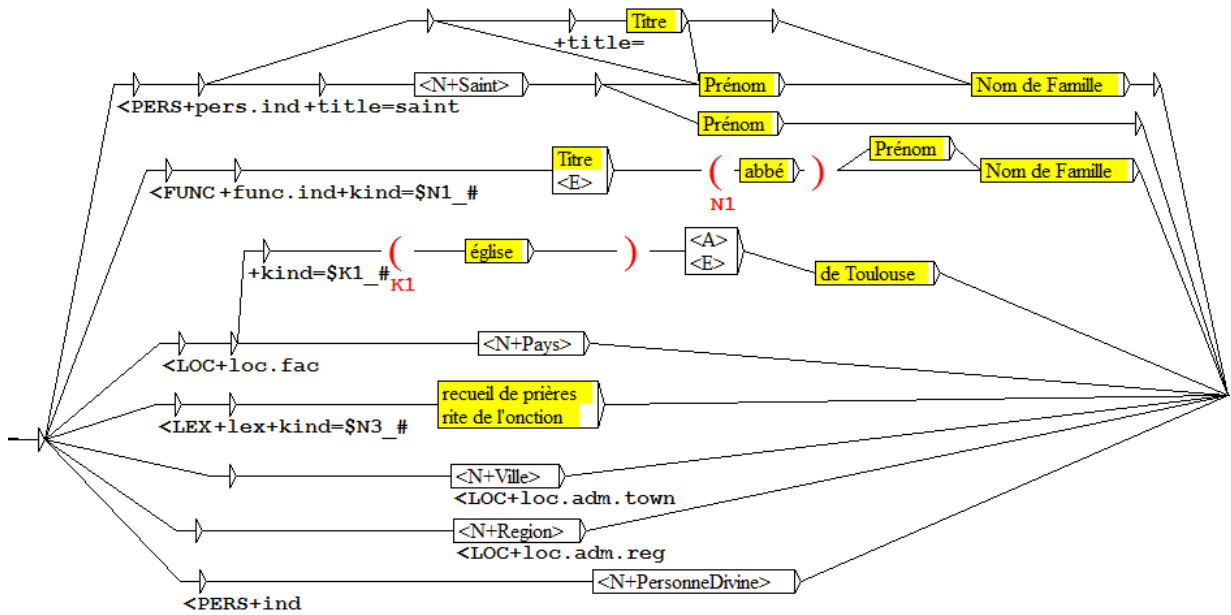 Titre
+title=
<N+Saint>
Prénom
Nom de Famille
<PERS+pers.ind+title=saint
Prénom
Titre
<E>
( abbé )
N1
Prénom
Nom de Famille
<FUNC+func.ind+kind=$N1_#
( église )
K1
+kind=$K1_#
<A>
<E>
de Toulouse
<N+Pays>
<LOC+loc.fac
recueil de prières
rite de l'onction
<LEX+lex+kind=$N3_#
<N+Ville>
<LOC+loc.adm.town
<N+Region>
<LOC+loc.adm.reg
<N+PersonneDivine>
<PERS+ind